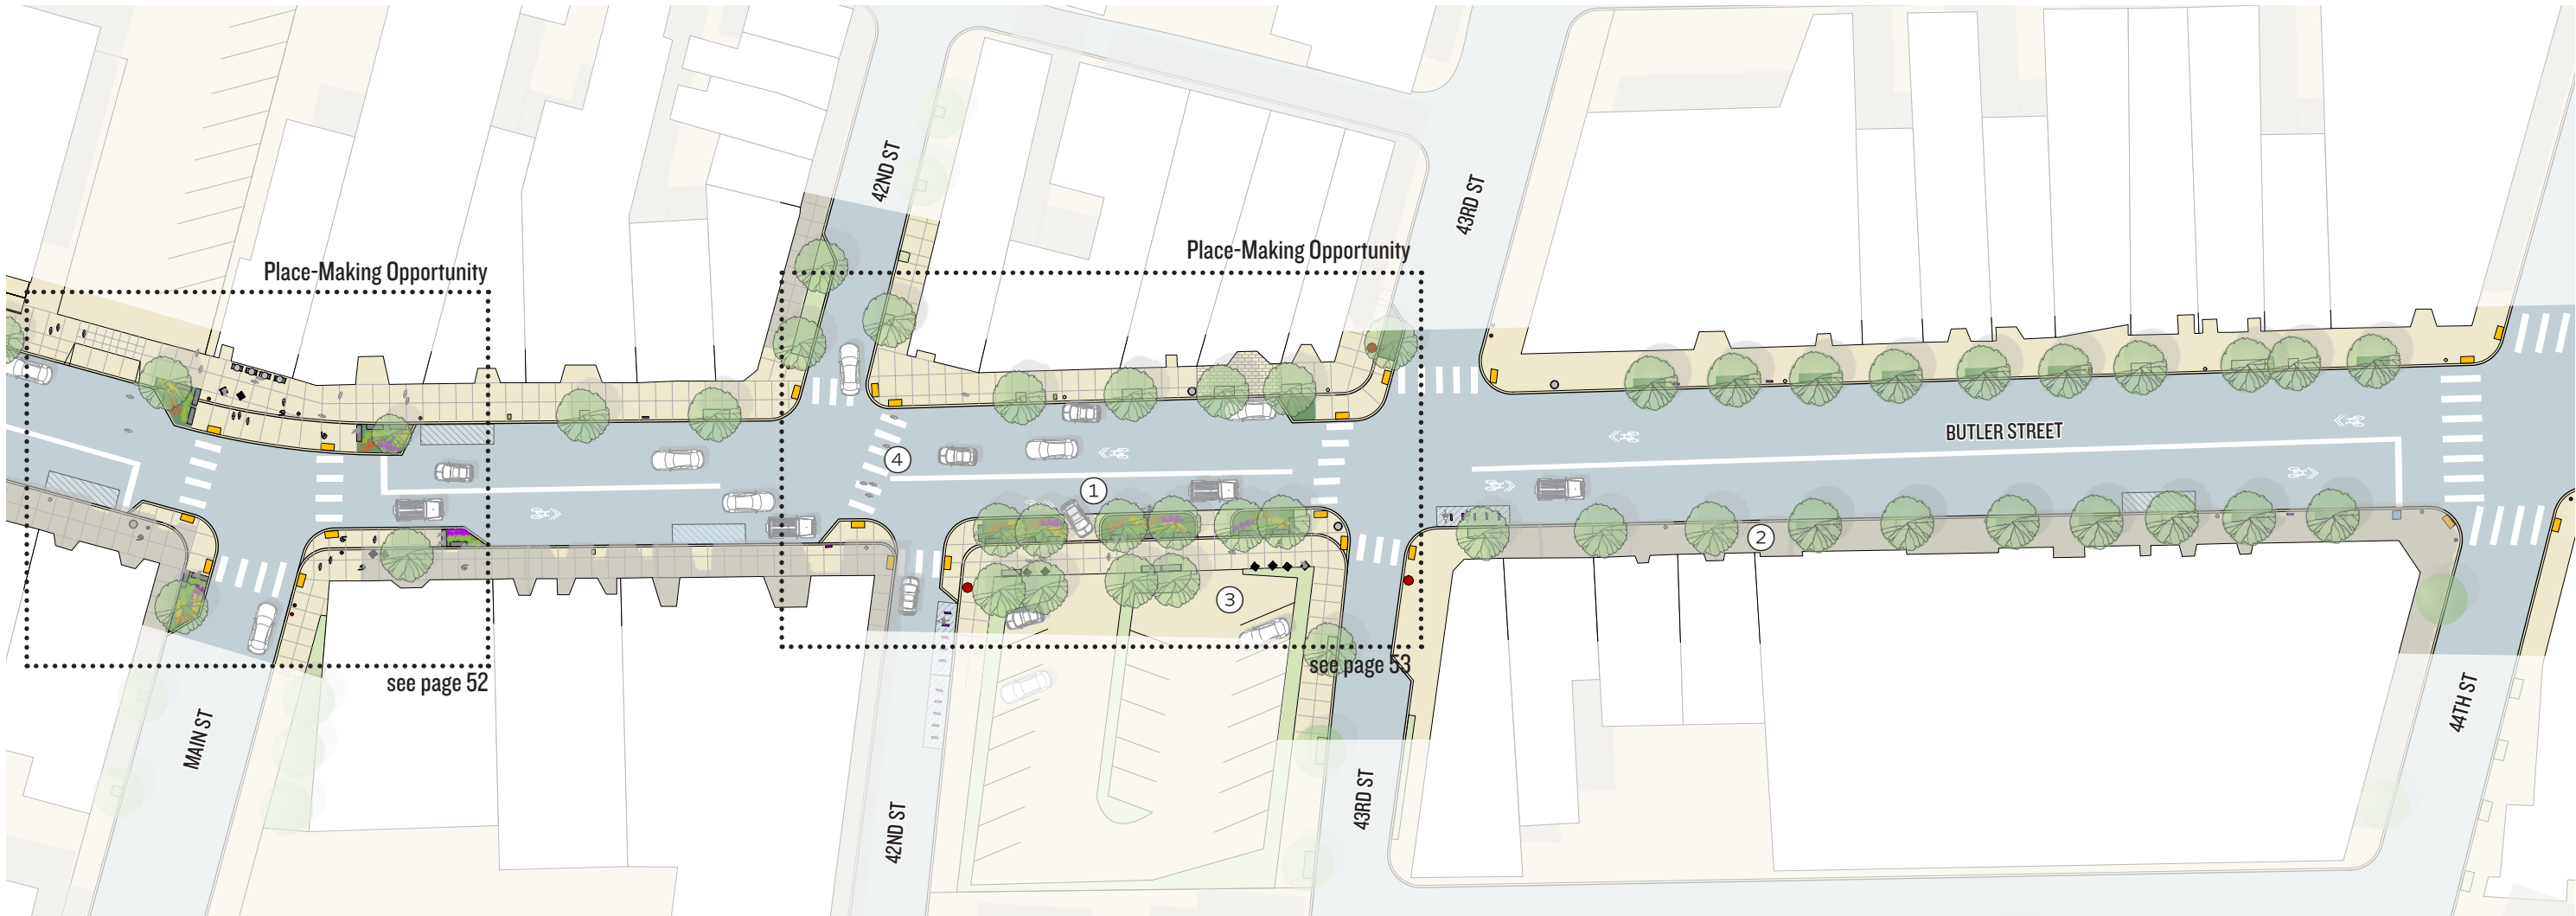 42ND ST
43RD ST
Place-Making Opportunity
Place-Making Opportunity
BUTLER STREET
4
1
2
3
see page 53
see page 52
MAIN ST
42ND ST
43RD ST
44TH ST